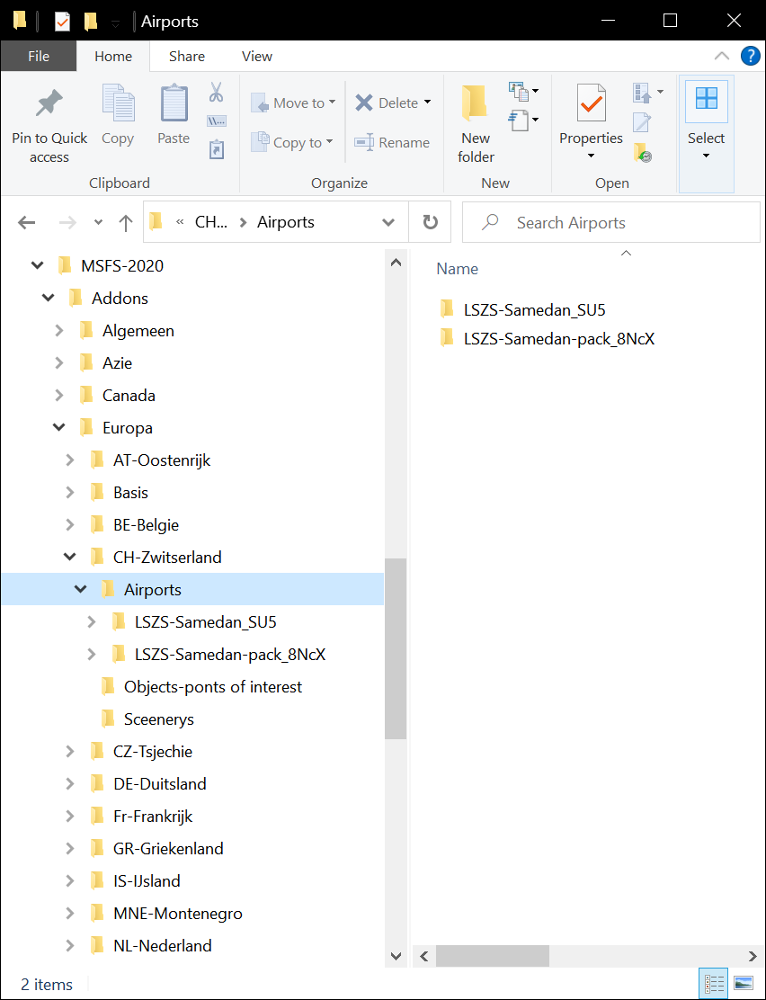 Airports
File Home Share View
?
Pin to Quick access
Copy
Paste
Clipboard
Move to
Copy to
Delete
Rename
Organize
New folder
New
Properties
Open
Select
« CH... > Airports
Search Airports
MSFS-2020
Addons
Algemeen
Azie
Canada
Europa
AT-Oostenrijk
Basis
BE-Belgie
CH-Zwitserland
Airports
LSZS-Samedan_SU5
LSZS-Samedan-pack_8NcX
Objects-ponts of interest
Sceenerys
CZ-Tsjechie
DE-Duitsland
Fr-Frankrijk
GR-Griekenland
IS-IJsland
MNE-Montenegro
NL-Nederland
Name
LSZS-Samedan_SU5
LSZS-Samedan-pack_8NcX
2 items